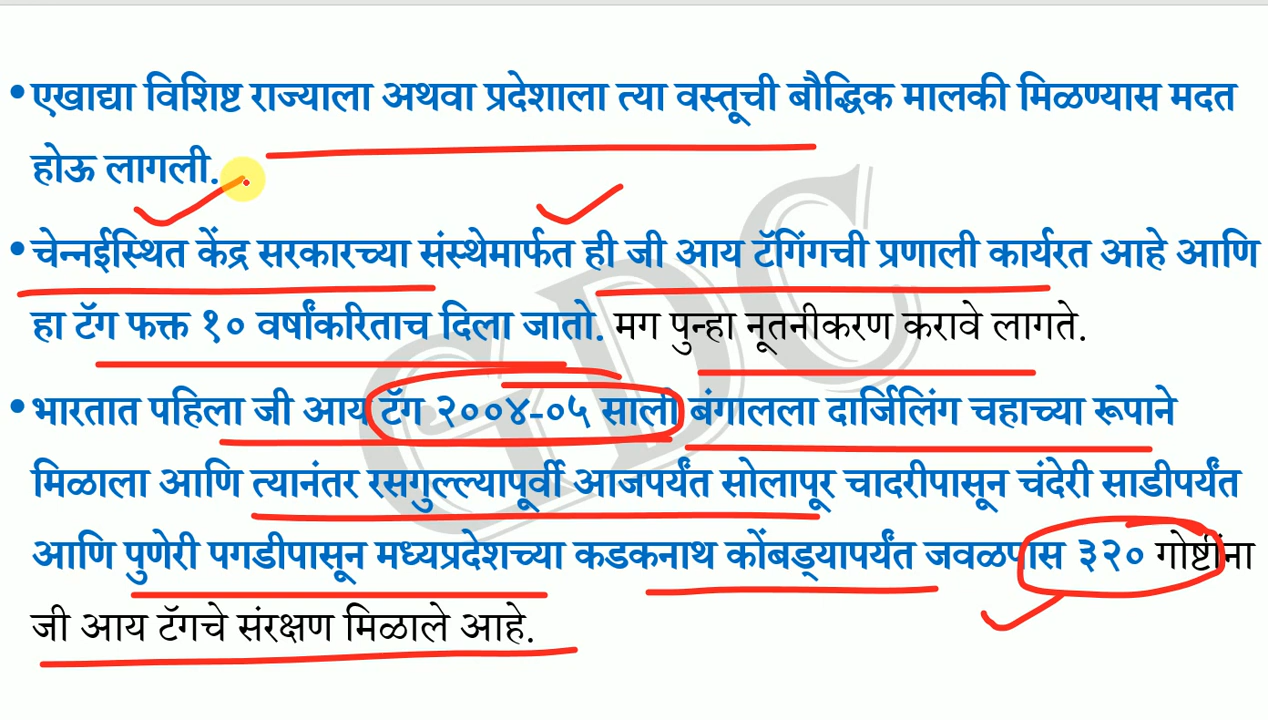 • एखाद्या विशिष्ट राज्याला अथवा प्रदेशाला त्या वस्तूची बौद्धिक मालकी मिळण्यास मदत
होऊ लागली.
• चेन्नईस्थित केंद्र सरकारच्या संस्थेमार्फत ही जी आय टॅगिंगची प्रणाली कार्यरत आहे आणि
हा टॅग फक्त १० वर्षांकरिताच दिला जातो. मग पुन्हा नूतनीकरण करावे लागते.
• भारतात पहिला जी आय टॅग २००४-०५ साली बंगालला दार्जिलिंग चहाच्या रूपाने
मिळाला आणि त्यानंतर रसगुल्ल्यापूर्वी आजपर्यंत सोलापूर चादरीपासून चंदेरी साडीपर्यंत
आणि पुणेरी पगडीपासून मध्यप्रदेशच्या कडकनाथ कोंबड्यापर्यंत जवळपास ३२० गोष्टींना
जी आय टॅगचे संरक्षण मिळाले आहे.
GDC